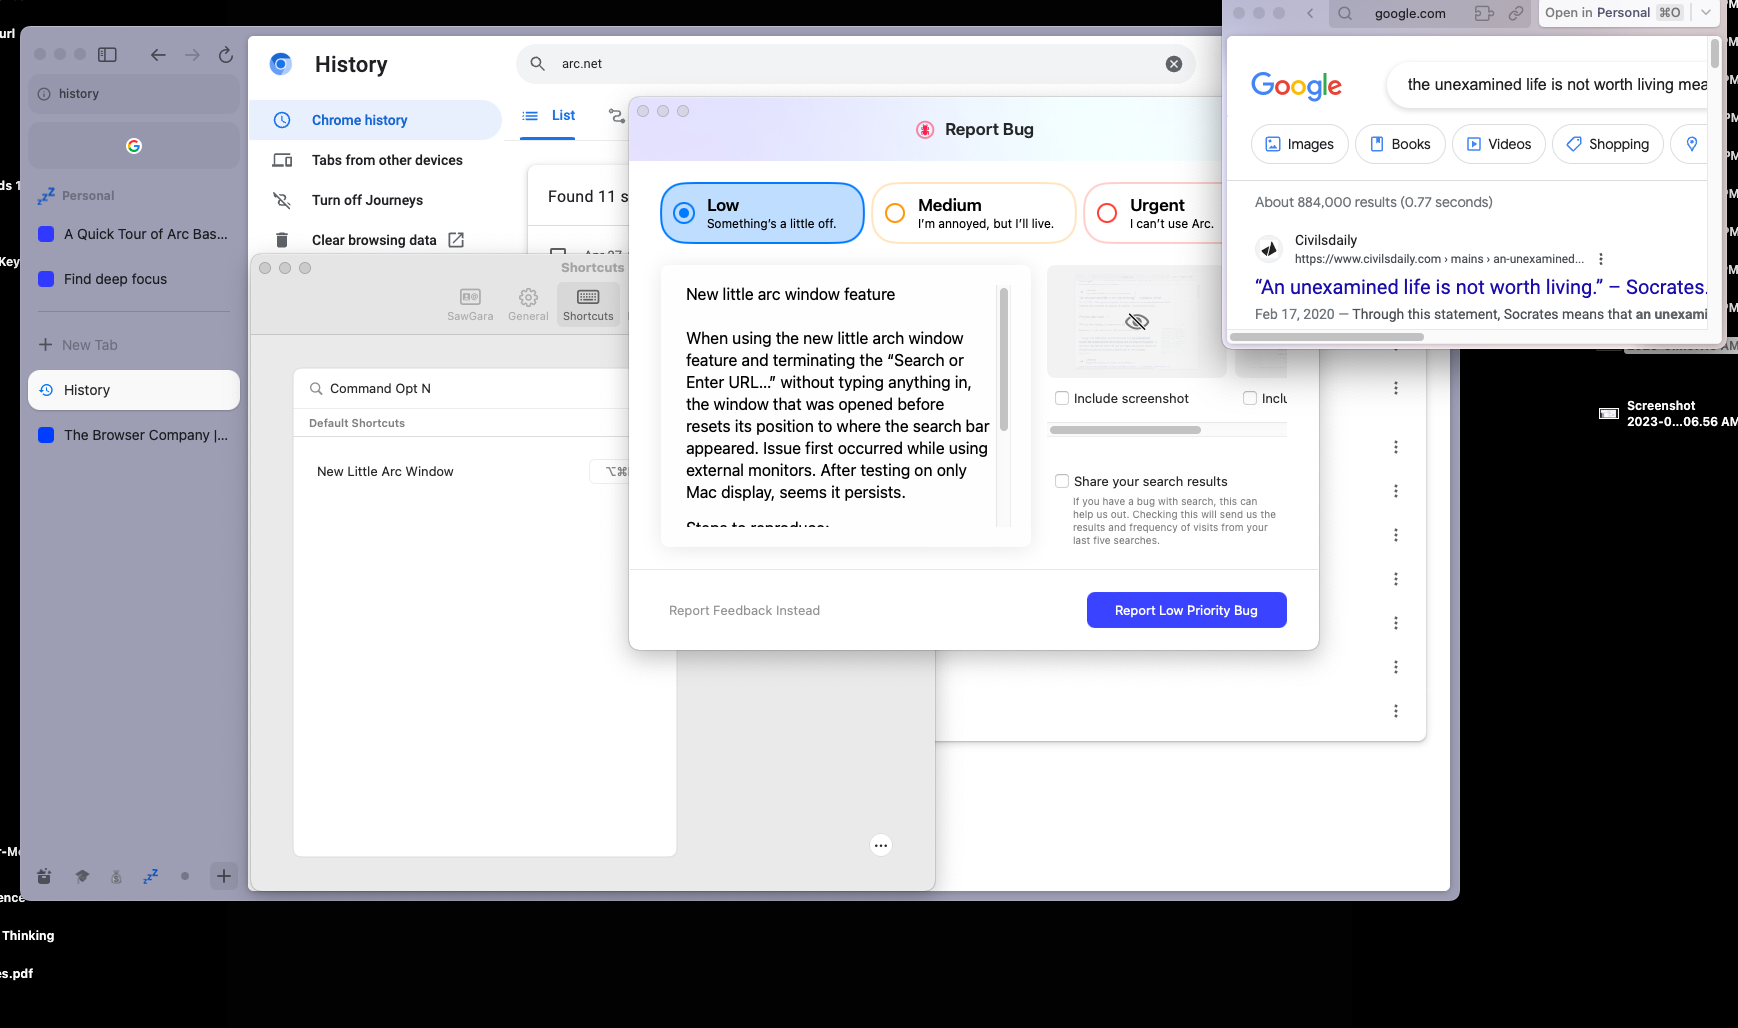 url
ds 1
Key
r-Mo
ence
Thinking
es.pdf
history
Personal
A Quick Tour of Arc Bas...
Find deep focus
New Tab
History
The Browser Company |...
History
arc.net
Chrome history
Tabs from other devices
Turn off Journeys
Clear browsing data
List
Found 11 s
Shortcuts
SawGara
General
Shortcuts
Command Opt N
Default Shortcuts
New Little Arc Window
⌥⌘
Report Bug
Low
Something's a little off.
Medium
I'm annoyed, but I'll live.
Urgent
I can't use Arc.
New little arc window feature
When using the new little arch window
feature and terminating the “Search or
Enter URL...” without typing anything in,
the window that was opened before
resets its position to where the search bar
appeared. Issue first occurred while using
external monitors. After testing on only
Mac display, seems it persists.
Steps to reproduce:
Include screenshot
Inclu
Share your search results
If you have a bug with search, this can
help us out. Checking this will send us the
results and frequency of visits from your
last five searches.
Report Feedback Instead
Report Low Priority Bug
google.com
Open in Personal ⌘O
Google
the unexamined life is not worth living mea
Images
Books
Videos
Shopping
About 884,000 results (0.77 seconds)
Civilsdaily
https://www.civilsdaily.com › mains › an-unexamined...
“An unexamined life is not worth living.” – Socrates.
Feb 17, 2020 — Through this statement, Socrates means that an unexami
Screenshot
2023-0...06.56 AM